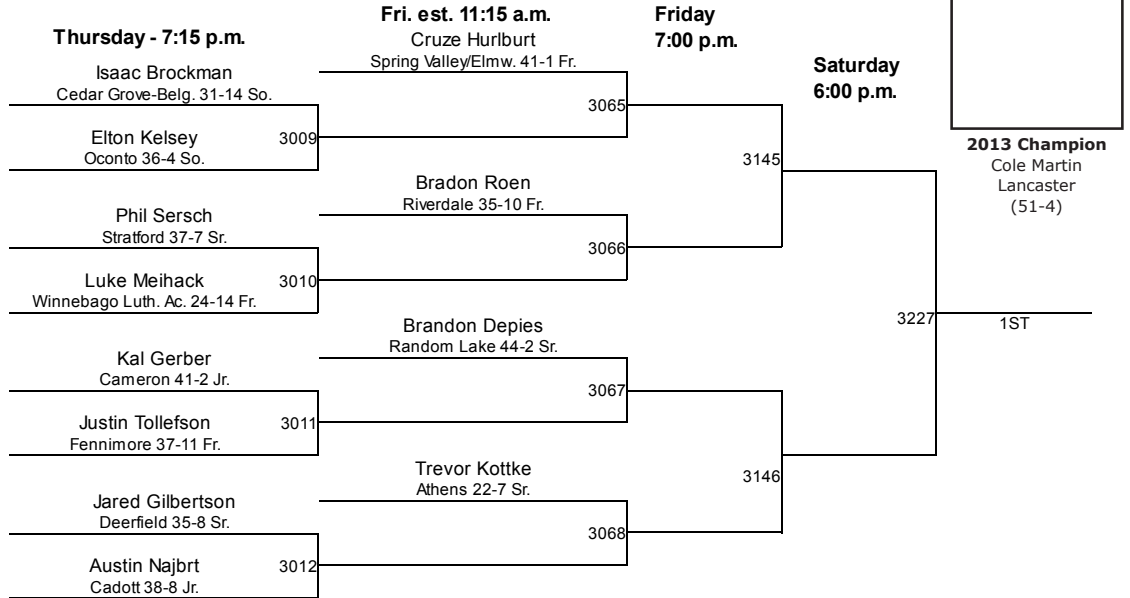 Thursday - 7:15 p.m.
Isaac Brockman
Cedar Grove-Belg. 31-14 So.
3009
Elton Kelsey
Oconto 36-4 So.
Phil Sersch
Stratford 37-7 Sr.
3010
Luke Meihack
Winnebago Luth. Ac. 24-14 Fr.
Kal Gerber
Cameron 41-2 Jr.
3011
Justin Tollefson
Fennimore 37-11 Fr.
Jared Gilbertson
Deerfield 35-8 Sr.
3012
Austin Najbrt
Cadott 38-8 Jr.
Fri. est. 11:15 a.m.
Cruze Hurlburt
Spring Valley/Elmw. 41-1 Fr.
3065
Bradon Roen
Riverdale 35-10 Fr.
3066
Brandon Depies
Random Lake 44-2 Sr.
3067
Trevor Kottke
Athens 22-7 Sr.
3068
Friday
7:00 p.m.
3145
3146
Saturday
6:00 p.m.
3227
1ST
2013 Champion
Cole Martin
Lancaster
(51-4)